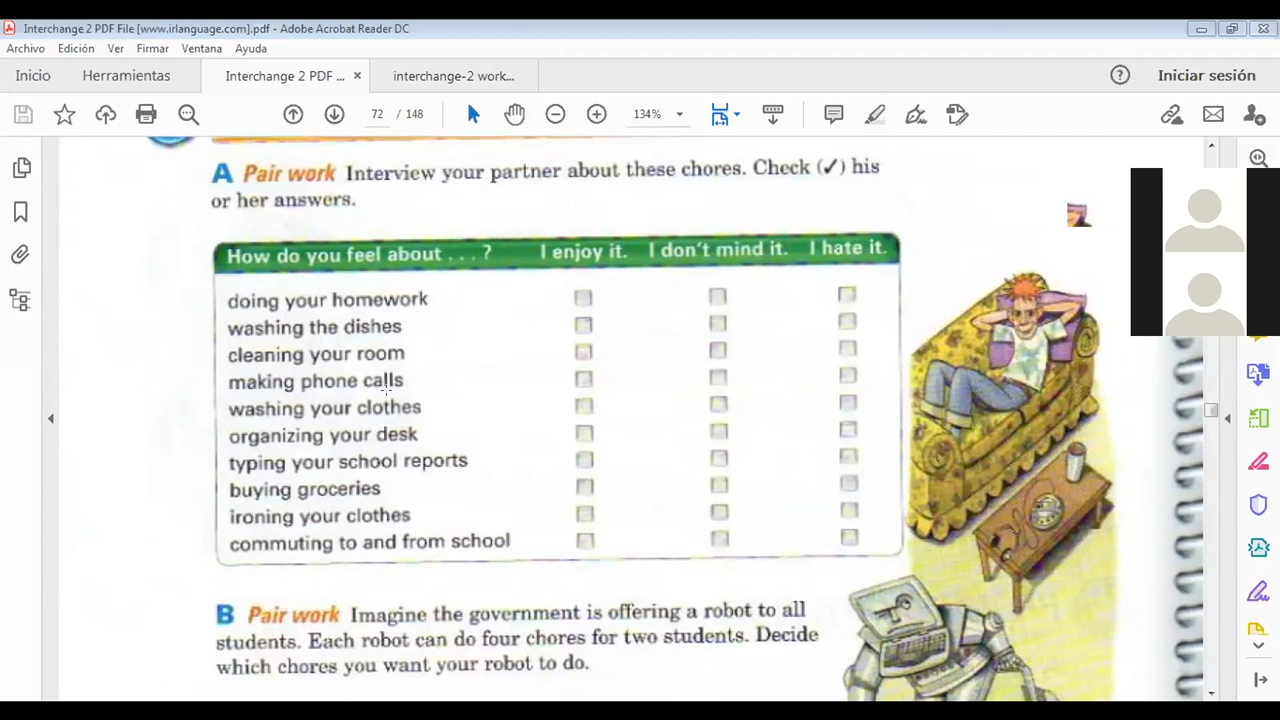 Interchange 2 PDF File [www.irlanguage.com].pdf - Adobe Acrobat Reader DC
Archivo Edición Ver Firmar Ventana Ayuda
Inicio Herramientas Interchange 2 PDF ... × interchange-2 work... Iniciar sesión
72 / 148 134%
A Pair work Interview your partner about these chores. Check (✓) his
or her answers.
How do you feel about . . . ? I enjoy it. I don't mind it. I hate it.
doing your homework
washing the dishes
cleaning your room
making phone calls
washing your clothes
organizing your desk
typing your school reports
buying groceries
ironing your clothes
commuting to and from school
B Pair work Imagine the government is offering a robot to all
students. Each robot can do four chores for two students. Decide
which chores you want your robot to do.